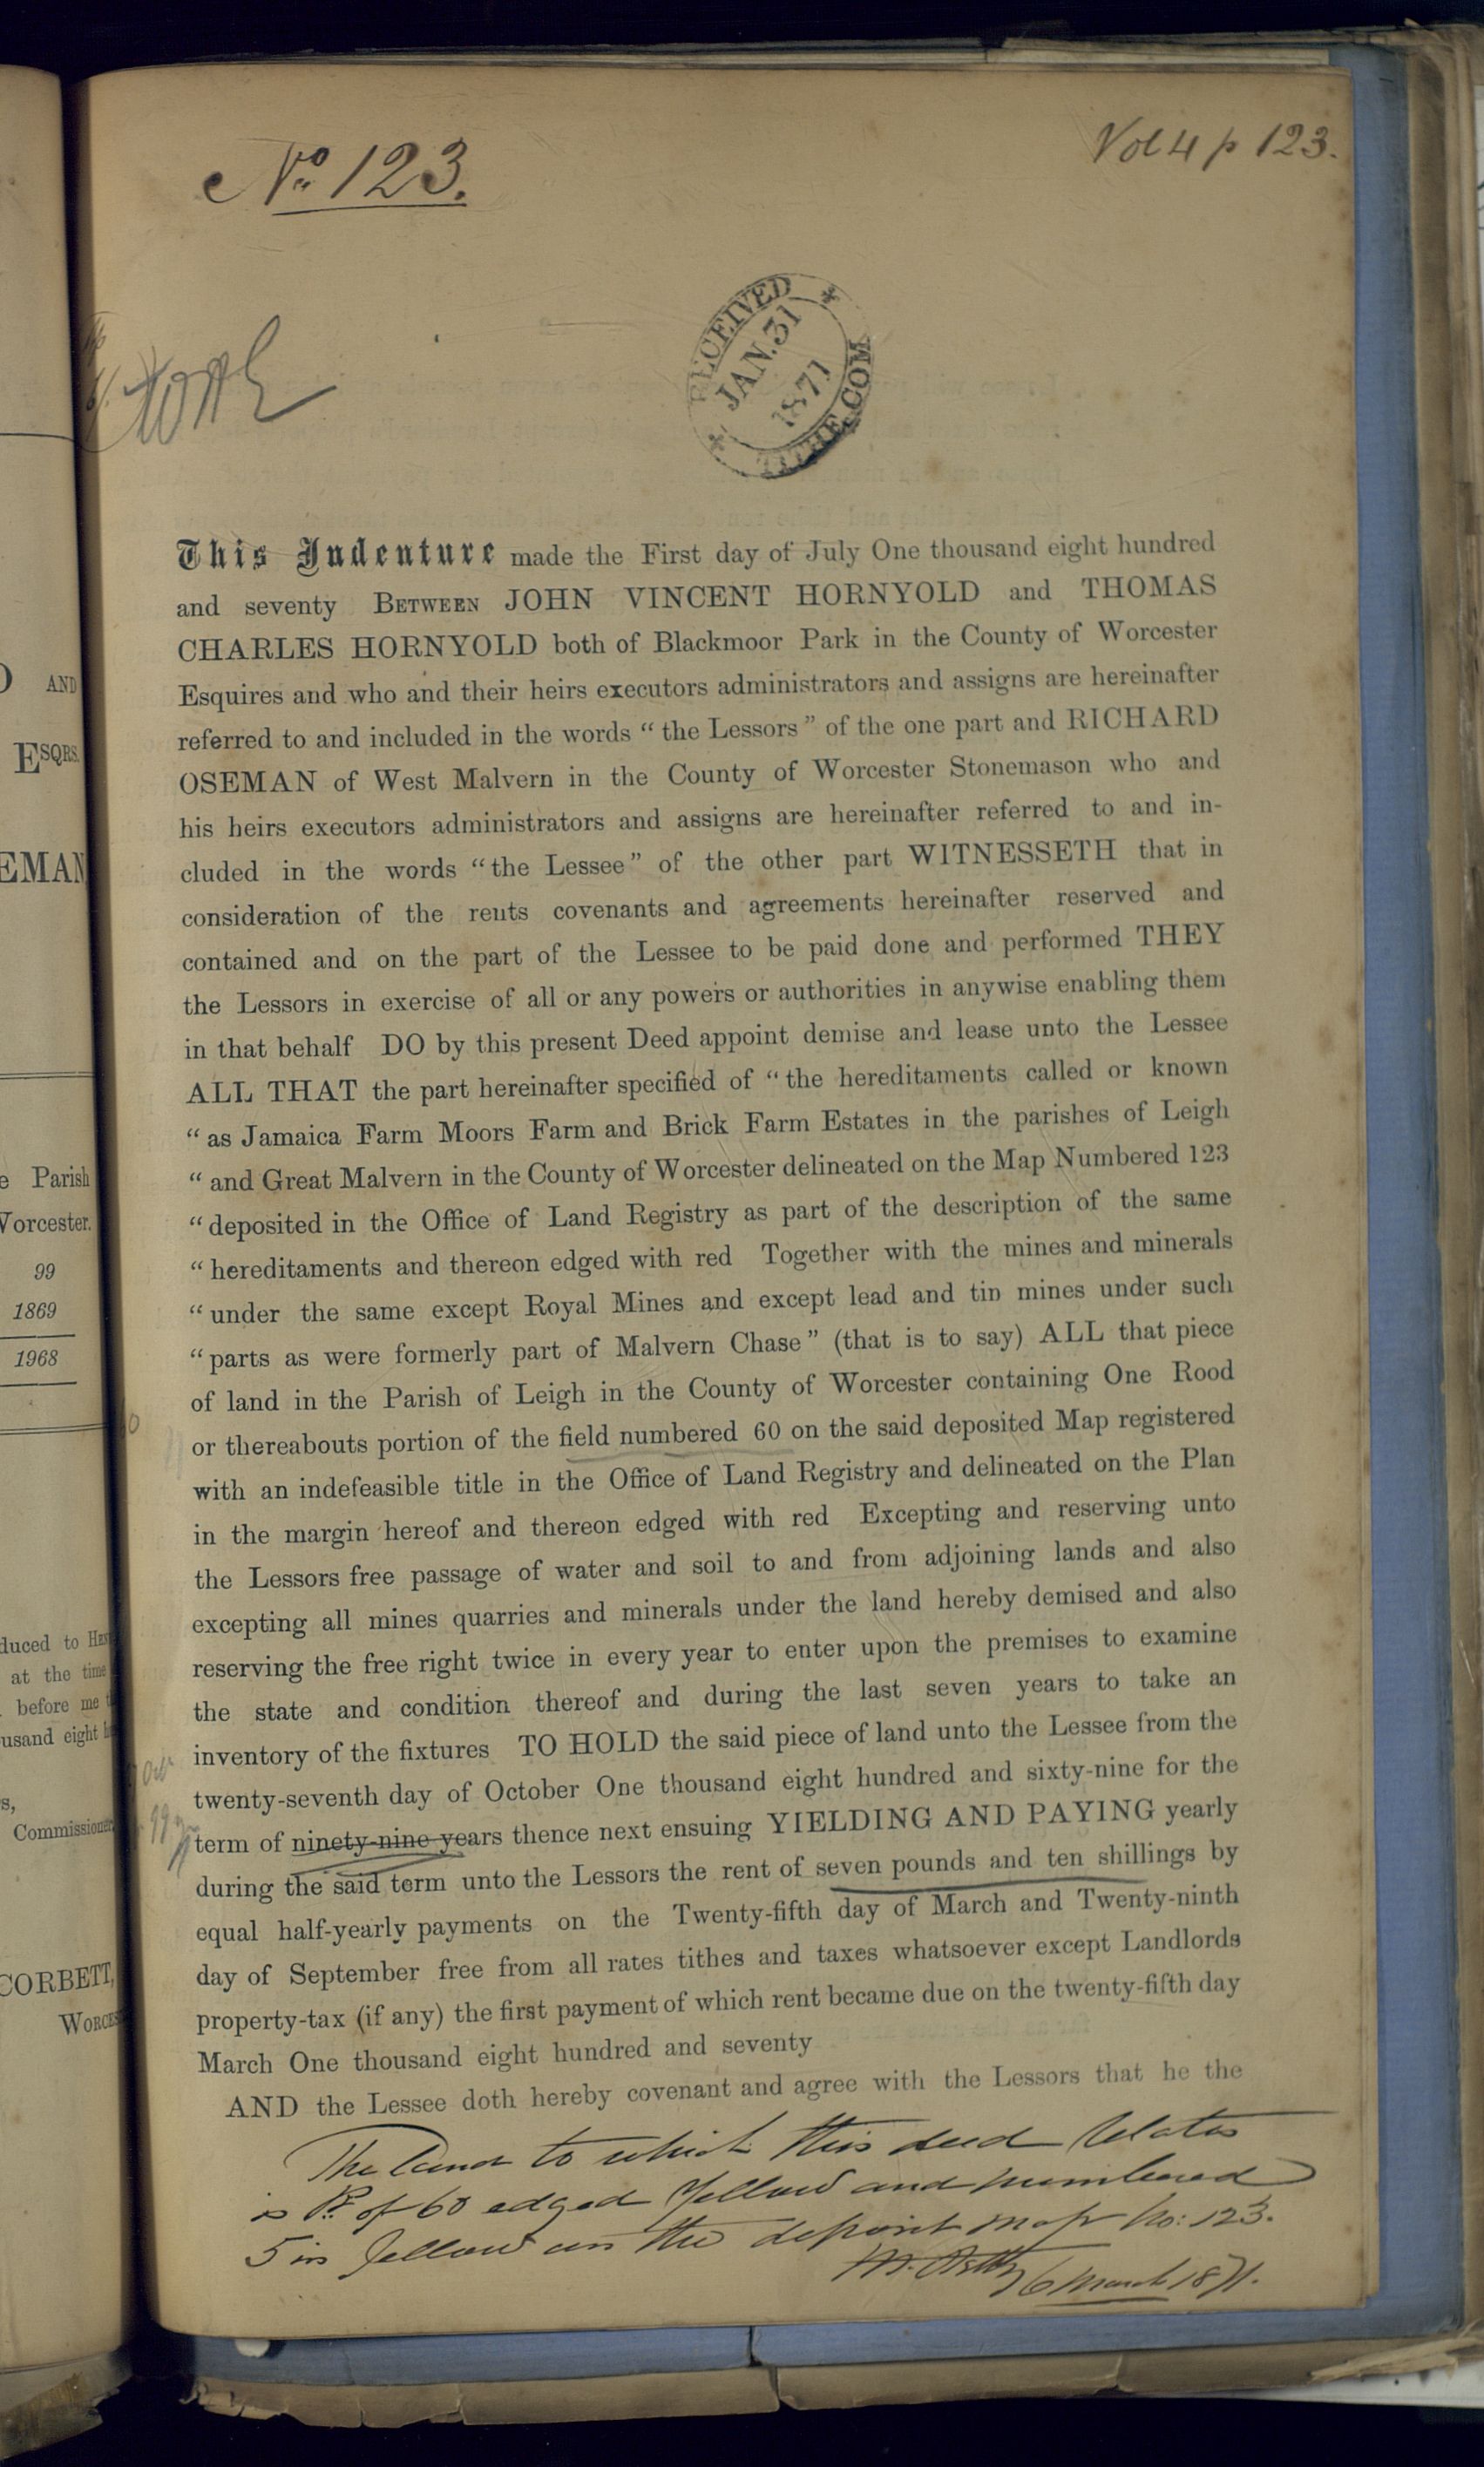 No. 123.
Vol 4 p 123.
RECEIVED
JAN. 31
1871
TITHE COM.
This Indenture made the First day of July One thousand eight hundred
and seventy BETWEEN JOHN VINCENT HORNYOLD and THOMAS
CHARLES HORNYOLD both of Blackmoor Park in the County of Worcester
Esquires and who and their heirs executors administrators and assigns are hereinafter
referred to and included in the words “ the Lessors ” of the one part and RICHARD
OSEMAN of West Malvern in the County of Worcester Stonemason who and
his heirs executors administrators and assigns are hereinafter referred to and in-
cluded in the words “the Lessee” of the other part WITNESSETH that in
consideration of the rents covenants and agreements hereinafter reserved and
contained and on the part of the Lessee to be paid done and performed THEY
the Lessors in exercise of all or any powers or authorities in anywise enabling them
in that behalf DO by this present Deed appoint demise and lease unto the Lessee
ALL THAT the part hereinafter specified of “the hereditaments called or known
“ as Jamaica Farm Moors Farm and Brick Farm Estates in the parishes of Leigh
“ and Great Malvern in the County of Worcester delineated on the Map Numbered 123
“ deposited in the Office of Land Registry as part of the description of the same
“ hereditaments and thereon edged with red Together with the mines and minerals
“ under the same except Royal Mines and except lead and tin mines under such
“ parts as were formerly part of Malvern Chase” (that is to say) ALL that piece
of land in the Parish of Leigh in the County of Worcester containing One Rood
or thereabouts portion of the field numbered 60 on the said deposited Map registered
with an indefeasible title in the Office of Land Registry and delineated on the Plan
in the margin hereof and thereon edged with red Excepting and reserving unto
the Lessors free passage of water and soil to and from adjoining lands and also
excepting all mines quarries and minerals under the land hereby demised and also
reserving the free right twice in every year to enter upon the premises to examine
the state and condition thereof and during the last seven years to take an
inventory of the fixtures TO HOLD the said piece of land unto the Lessee from the
twenty-seventh day of October One thousand eight hundred and sixty-nine for the
term of ninety-nine years thence next ensuing YIELDING AND PAYING yearly
during the said term unto the Lessors the rent of seven pounds and ten shillings by
equal half-yearly payments on the Twenty-fifth day of March and Twenty-ninth
day of September free from all rates tithes and taxes whatsoever except Landlords
property-tax (if any) the first payment of which rent became due on the twenty-fifth day
March One thousand eight hundred and seventy
AND the Lessee doth hereby covenant and agree with the Lessors that he the
The land to which this deed relates
is Pt. of 60 edged yellow and numbered
5 in yellow on the deposit map No: 123.
6 March 1871.
AND
ESQRS.
EMAN
Parish
Worcester.
99
1869
1968
duced to
at the time
before me
usand eight
Commissioner
CORBETT,